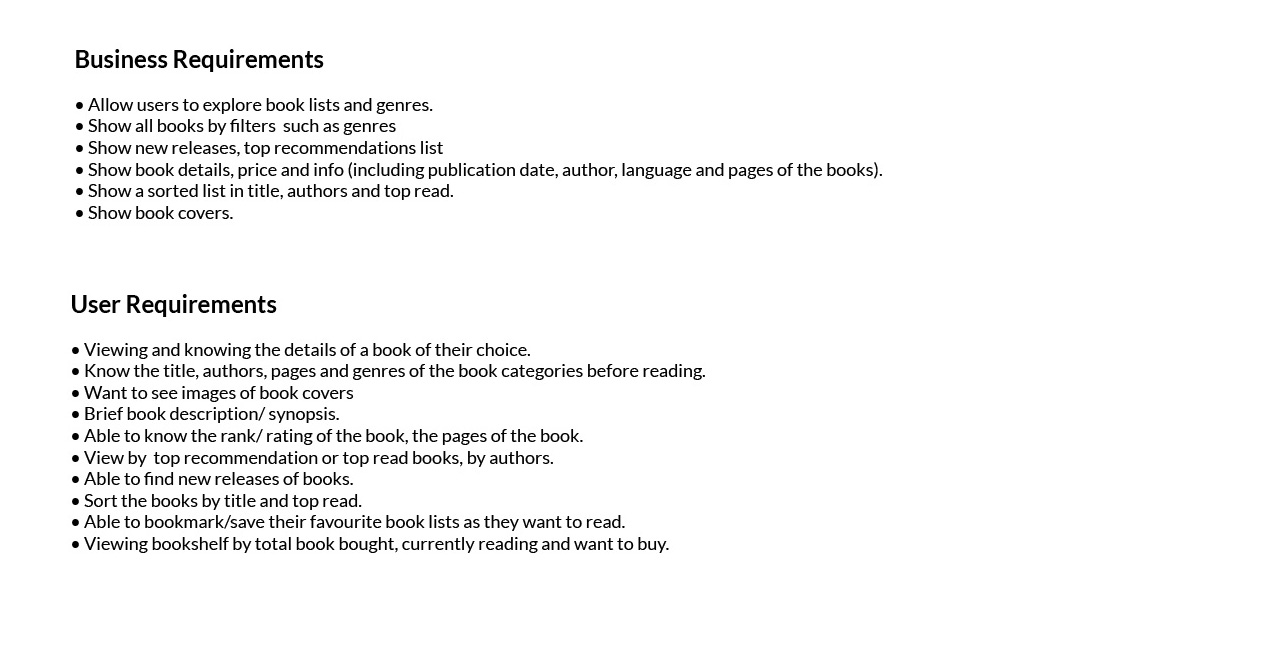 Business Requirements
• Allow users to explore book lists and genres.
• Show all books by filters  such as genres
• Show new releases, top recommendations list
• Show book details, price and info (including publication date, author, language and pages of the books).
• Show a sorted list in title, authors and top read.
• Show book covers.
User Requirements
• Viewing and knowing the details of a book of their choice.
• Know the title, authors, pages and genres of the book categories before reading.
• Want to see images of book covers
• Brief book description/ synopsis.
• Able to know the rank/ rating of the book, the pages of the book.
• View by  top recommendation or top read books, by authors.
• Able to find new releases of books.
• Sort the books by title and top read.
• Able to bookmark/save their favourite book lists as they want to read.
• Viewing bookshelf by total book bought, currently reading and want to buy.